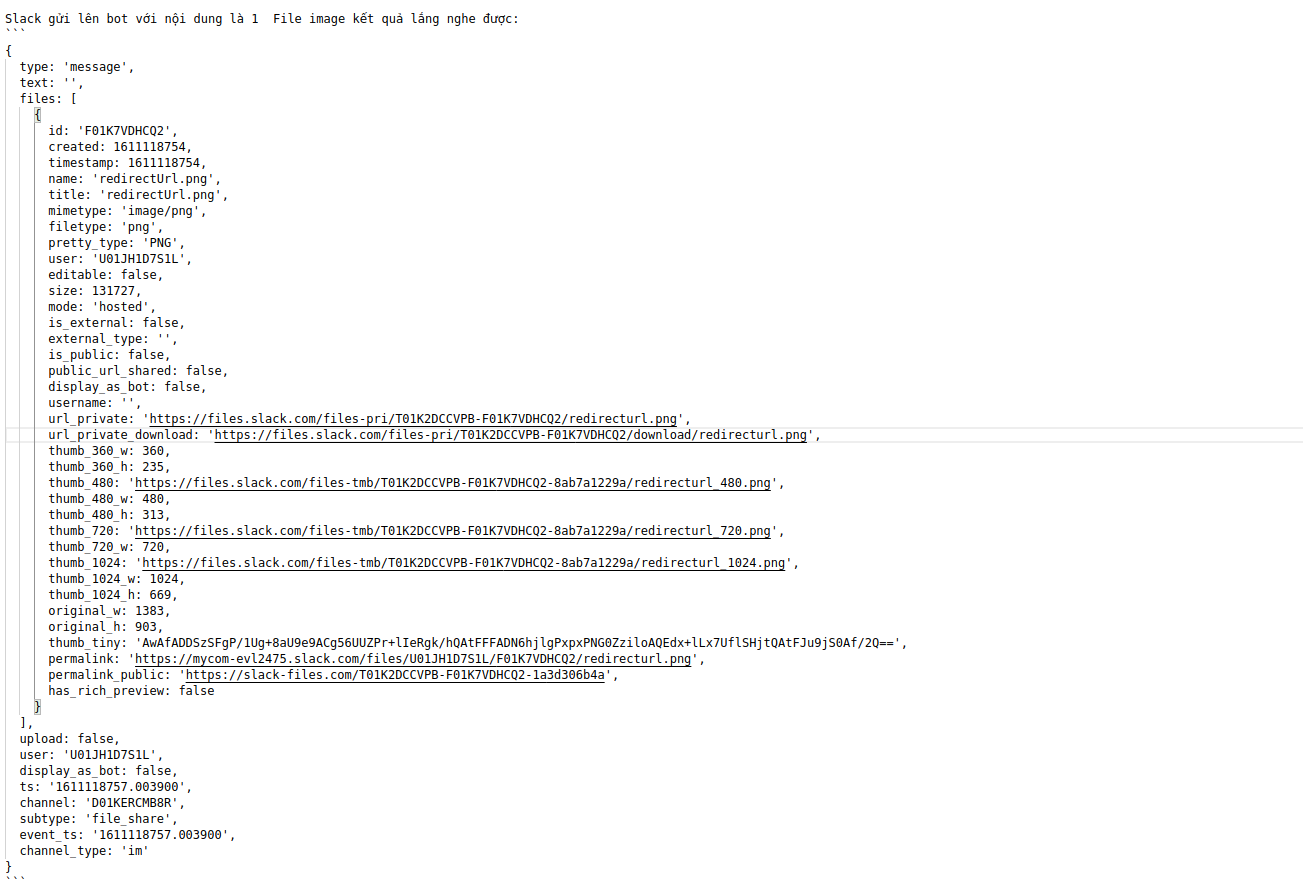 Slack gửi lên bot với nội dung là 1  File image kết quả lắng nghe được:
```
{
  type: 'message',
  text: '',
  files: [
    {
      id: 'F01K7VDHCQ2',
      created: 1611118754,
      timestamp: 1611118754,
      name: 'redirectUrl.png',
      title: 'redirectUrl.png',
      mimetype: 'image/png',
      filetype: 'png',
      pretty_type: 'PNG',
      user: 'U01JH1D7S1L',
      editable: false,
      size: 131727,
      mode: 'hosted',
      is_external: false,
      external_type: '',
      is_public: false,
      public_url_shared: false,
      display_as_bot: false,
      username: '',
      url_private: 'https://files.slack.com/files-pri/T01K2DCCVPB-F01K7VDHCQ2/redirecturl.png',
      url_private_download: 'https://files.slack.com/files-pri/T01K2DCCVPB-F01K7VDHCQ2/download/redirecturl.png',
      thumb_360_w: 360,
      thumb_360_h: 235,
      thumb_480: 'https://files.slack.com/files-tmb/T01K2DCCVPB-F01K7VDHCQ2-8ab7a1229a/redirecturl_480.png',
      thumb_480_w: 480,
      thumb_480_h: 313,
      thumb_720: 'https://files.slack.com/files-tmb/T01K2DCCVPB-F01K7VDHCQ2-8ab7a1229a/redirecturl_720.png',
      thumb_720_w: 720,
      thumb_1024: 'https://files.slack.com/files-tmb/T01K2DCCVPB-F01K7VDHCQ2-8ab7a1229a/redirecturl_1024.png',
      thumb_1024_w: 1024,
      thumb_1024_h: 669,
      original_w: 1383,
      original_h: 903,
      thumb_tiny: 'AwAfADDSzSFgP/1Ug+8aU9e9ACg56UUZPr+lIeRgk/hQAtFFFADN6hjlgPxpxPNG0ZziloAQEdx+lLx7UflSHjtQAtFJu9jS0Af/2Q==',
      permalink: 'https://mycom-evl2475.slack.com/files/U01JH1D7S1L/F01K7VDHCQ2/redirecturl.png',
      permalink_public: 'https://slack-files.com/T01K2DCCVPB-F01K7VDHCQ2-1a3d306b4a',
      has_rich_preview: false
    }
  ],
  upload: false,
  user: 'U01JH1D7S1L',
  display_as_bot: false,
  ts: '1611118757.003900',
  channel: 'D01KERCMB8R',
  subtype: 'file_share',
  event_ts: '1611118757.003900',
  channel_type: 'im'
}
```